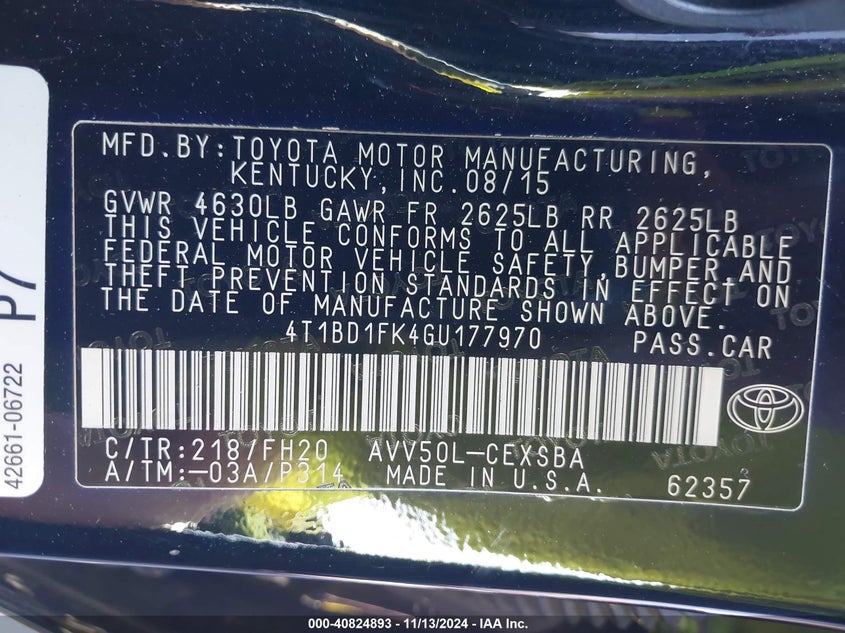 MFD.BY:TOYOTA MOTOR MANUFACTURING,
KENTUCKY,INC.08/15
GVWR 4630LB GAWR FR 2625LB RR 2625LB
THIS VEHICLE CONFORMS TO ALL APPLICABLE
FEDERAL MOTOR VEHICLE SAFETY,BUMPER AND
THEFT PREVENTION STANDARDS IN EFFECT ON
THE DATE OF MANUFACTURE SHOWN ABOVE.
4T1BD1FK4GU177970 PASS.CAR
C/TR:2187/FH20 AVV50L-CEXSBA
A/TM:-03A/P314 MADE IN U.S.A. 62357
P7
42661-06722
000-40824893 - 11/13/2024 - IAA Inc.